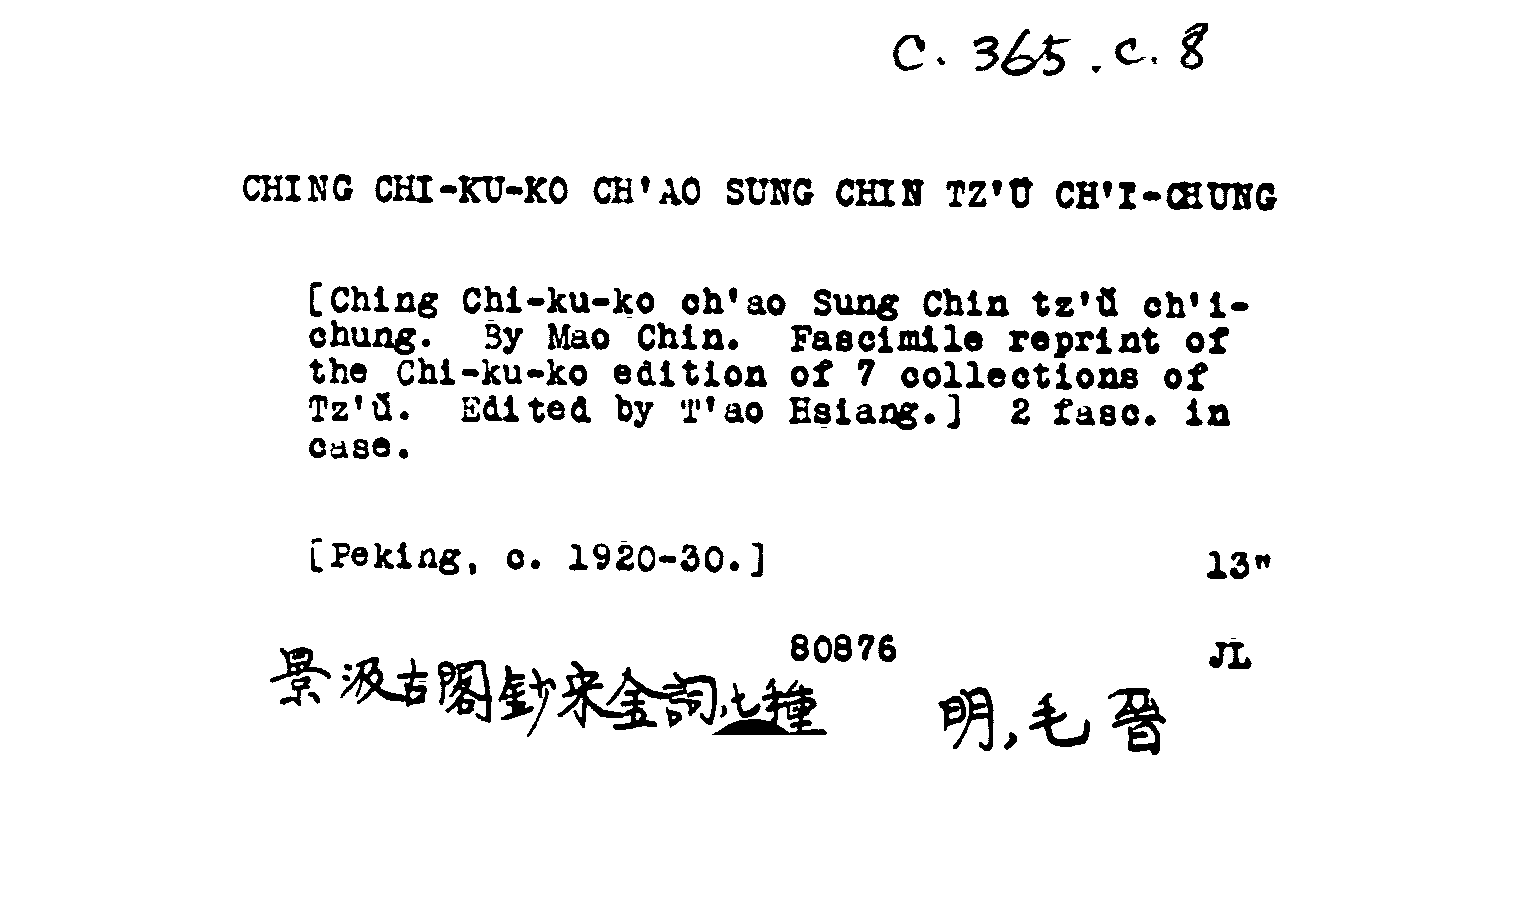 C. 365. c. 8
CHING CHI-KU-KO CH'AO SUNG CHIN TZ'Ŭ CH'I-CHUNG
[Ching Chi-ku-ko ch'ao Sung Chin tz'ŭ ch'i-
chung. By Mao Chin. Fascimile reprint of
the Chi-ku-ko edition of 7 collections of
Tz'ŭ. Edited by T'ao Hsiang.] 2 fasc. in
case.
[Peking, c. 1920-30.] 13"
80876 JL
景汲古閣鈔宋金詞七種 明,毛晉